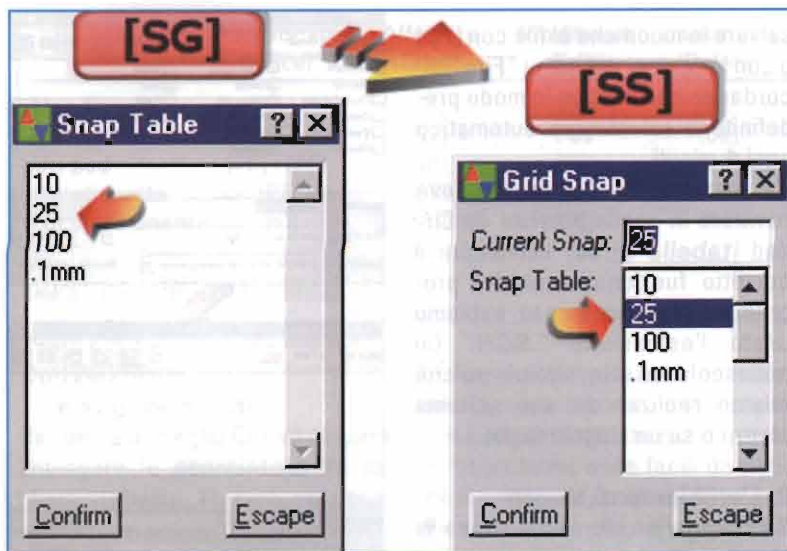 [SG]
[SS]
Snap Table
10
25
100
.1mm
Confirm
Escape
Grid Snap
Current Snap: 25
Snap Table:
10
25
100
.1mm
Confirm
Escape